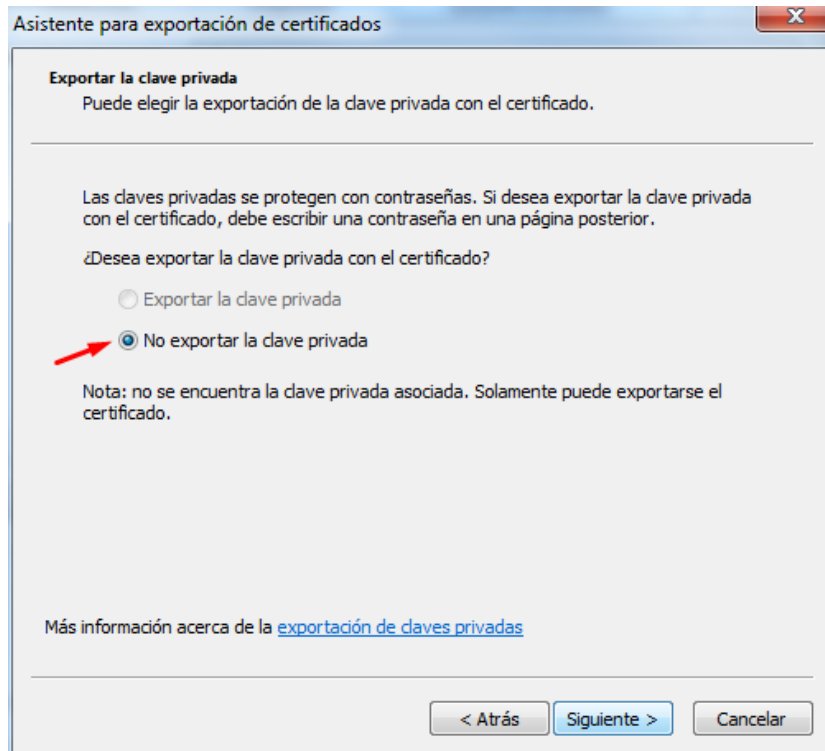 Asistente para exportación de certificados
Exportar la clave privada
Puede elegir la exportación de la clave privada con el certificado.
Las claves privadas se protegen con contraseñas. Si desea exportar la clave privada
con el certificado, debe escribir una contraseña en una página posterior.
¿Desea exportar la clave privada con el certificado?
Exportar la clave privada
No exportar la clave privada
Nota: no se encuentra la clave privada asociada. Solamente puede exportarse el
certificado.
Más información acerca de la exportación de claves privadas
< Atrás
Siguiente >
Cancelar